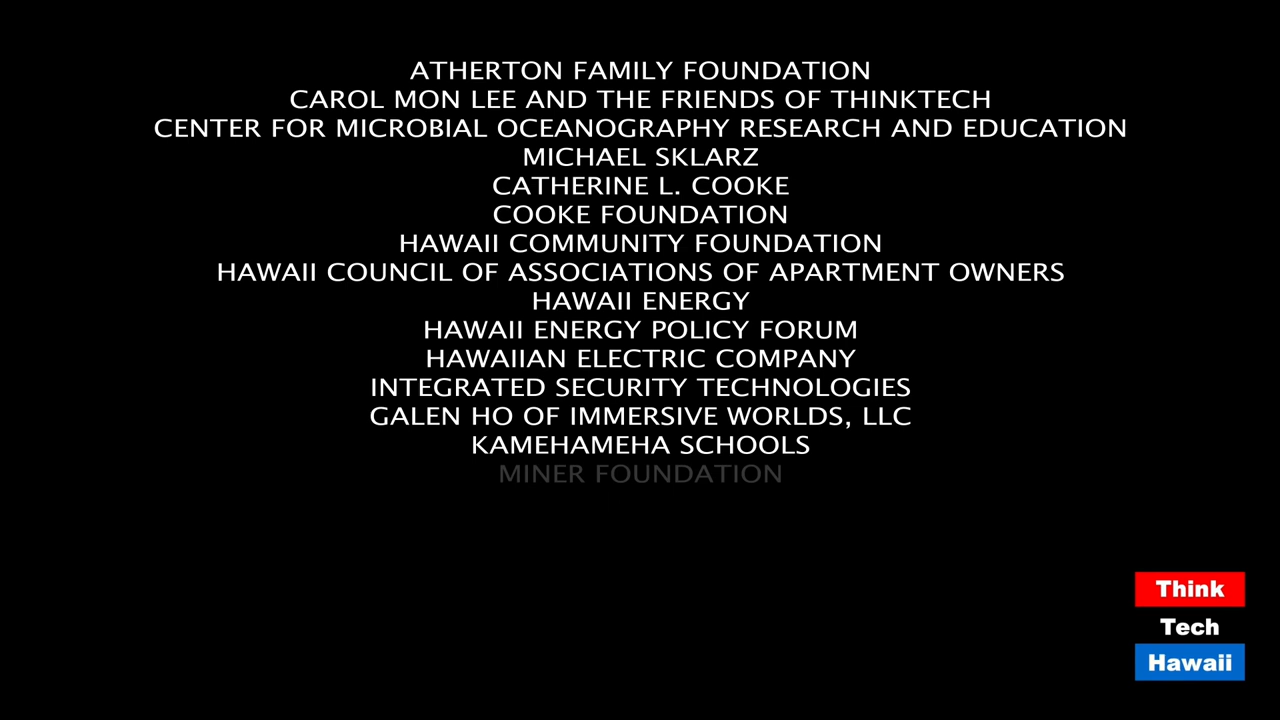 ATHERTON FAMILY FOUNDATION
CAROL MON LEE AND THE FRIENDS OF THINKTECH
CENTER FOR MICROBIAL OCEANOGRAPHY RESEARCH AND EDUCATION
MICHAEL SKLARZ
CATHERINE L. COOKE
COOKE FOUNDATION
HAWAII COMMUNITY FOUNDATION
HAWAII COUNCIL OF ASSOCIATIONS OF APARTMENT OWNERS
HAWAII ENERGY
HAWAII ENERGY POLICY FORUM
HAWAIIAN ELECTRIC COMPANY
INTEGRATED SECURITY TECHNOLOGIES
GALEN HO OF IMMERSIVE WORLDS, LLC
KAMEHAMEHA SCHOOLS
MINER FOUNDATION
Think
Tech
Hawaii